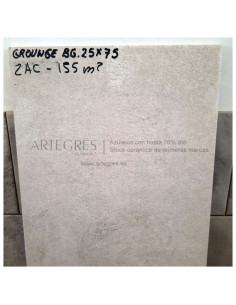 GROUNGE BG.25x75
2AC - 155 m²
ARTEGRES
Azulejos con hasta 70% dto
Stock cerámico de primeras marcas
www.artegres.es